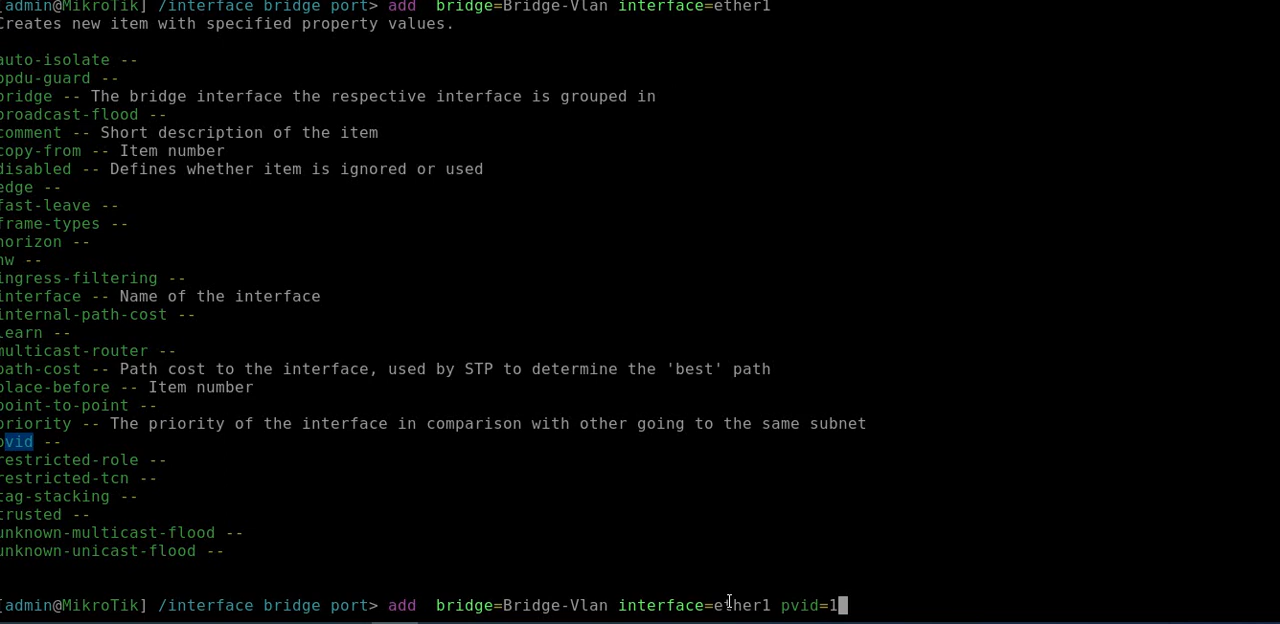 [admin@MikroTik] /interface bridge port> add  bridge=Bridge-Vlan interface=ether1
Creates new item with specified property values.
auto-isolate --
bpdu-guard --
bridge -- The bridge interface the respective interface is grouped in
broadcast-flood --
comment -- Short description of the item
copy-from -- Item number
disabled -- Defines whether item is ignored or used
edge --
fast-leave --
frame-types --
horizon --
hw --
ingress-filtering --
interface -- Name of the interface
internal-path-cost --
learn --
multicast-router --
path-cost -- Path cost to the interface, used by STP to determine the 'best' path
place-before -- Item number
point-to-point --
priority -- The priority of the interface in comparison with other going to the same subnet
pvid --
restricted-role --
restricted-tcn --
tag-stacking --
trusted --
unknown-multicast-flood --
unknown-unicast-flood --
[admin@MikroTik] /interface bridge port> add  bridge=Bridge-Vlan interface=ether1 pvid=1